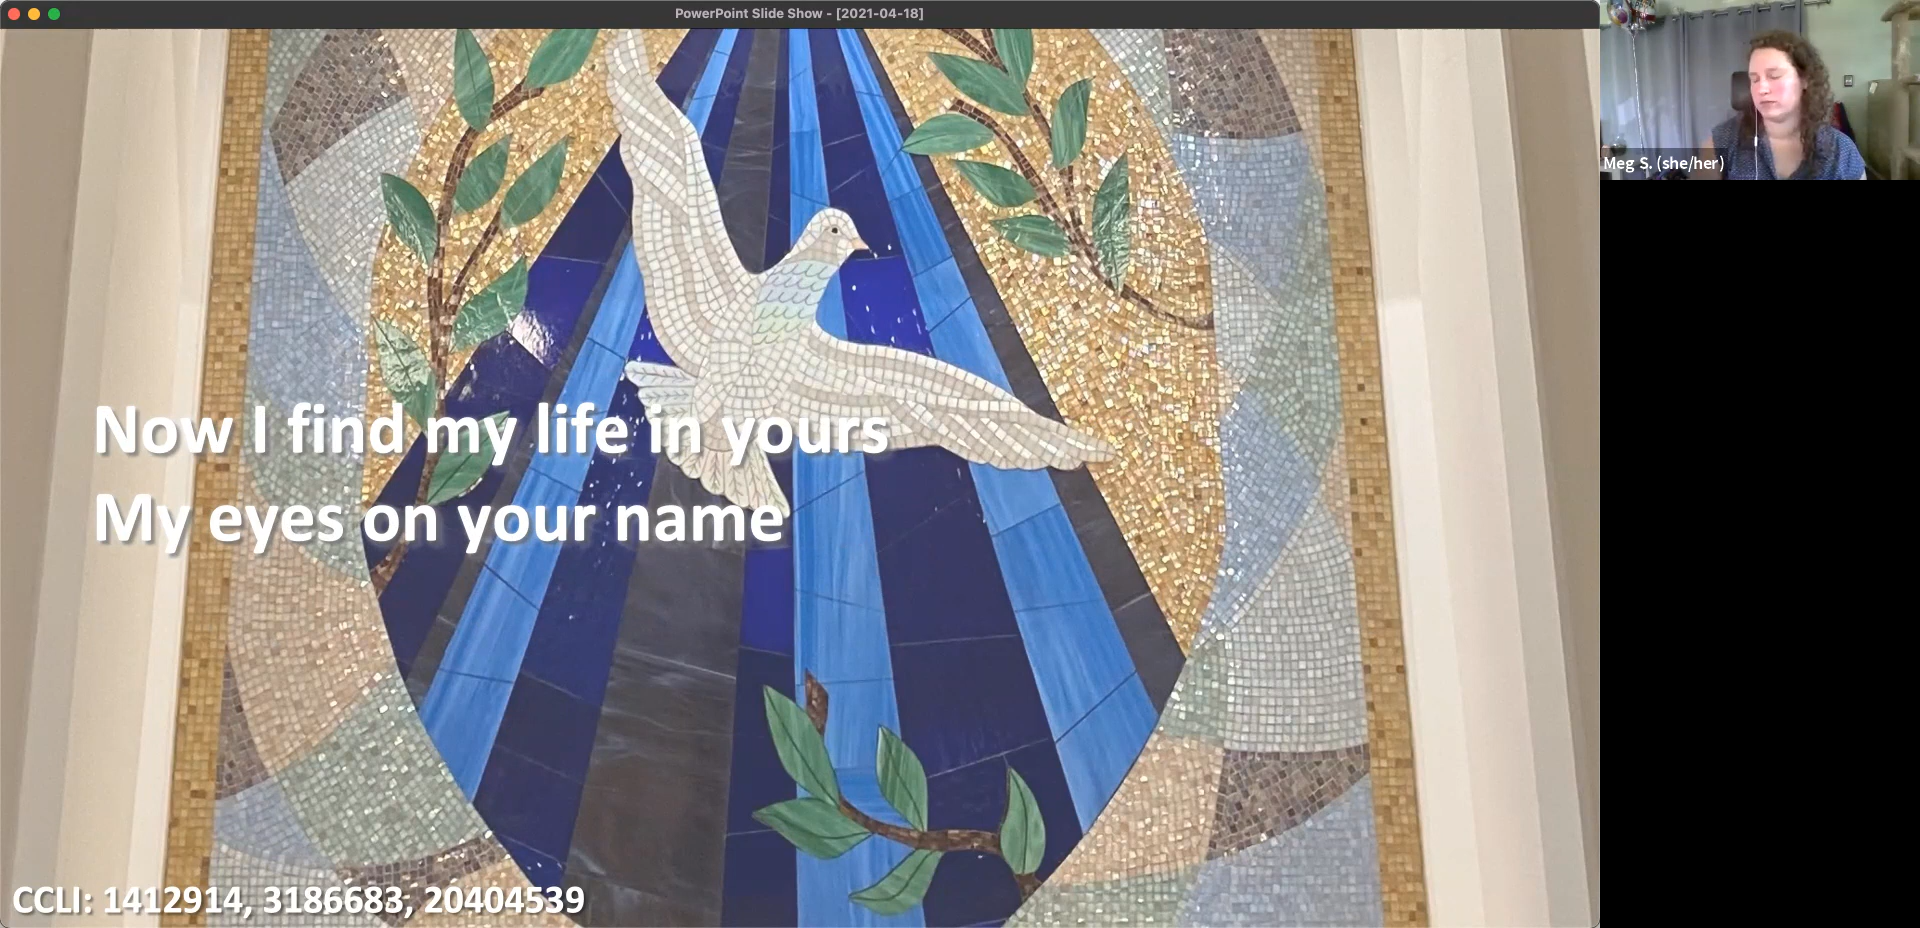 PowerPoint Slide Show - [2021-04-18]
Meg S. (she/her)
Now I find my life in yours
My eyes on your name
CCLI: 1412914, 3186683, 20404539